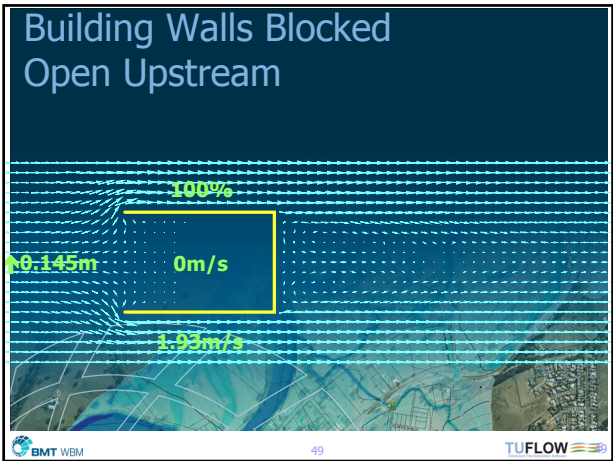 Building Walls Blocked
Open Upstream
100%
0.145m
0m/s
1.93m/s
BMT WBM
49
TUFLOW